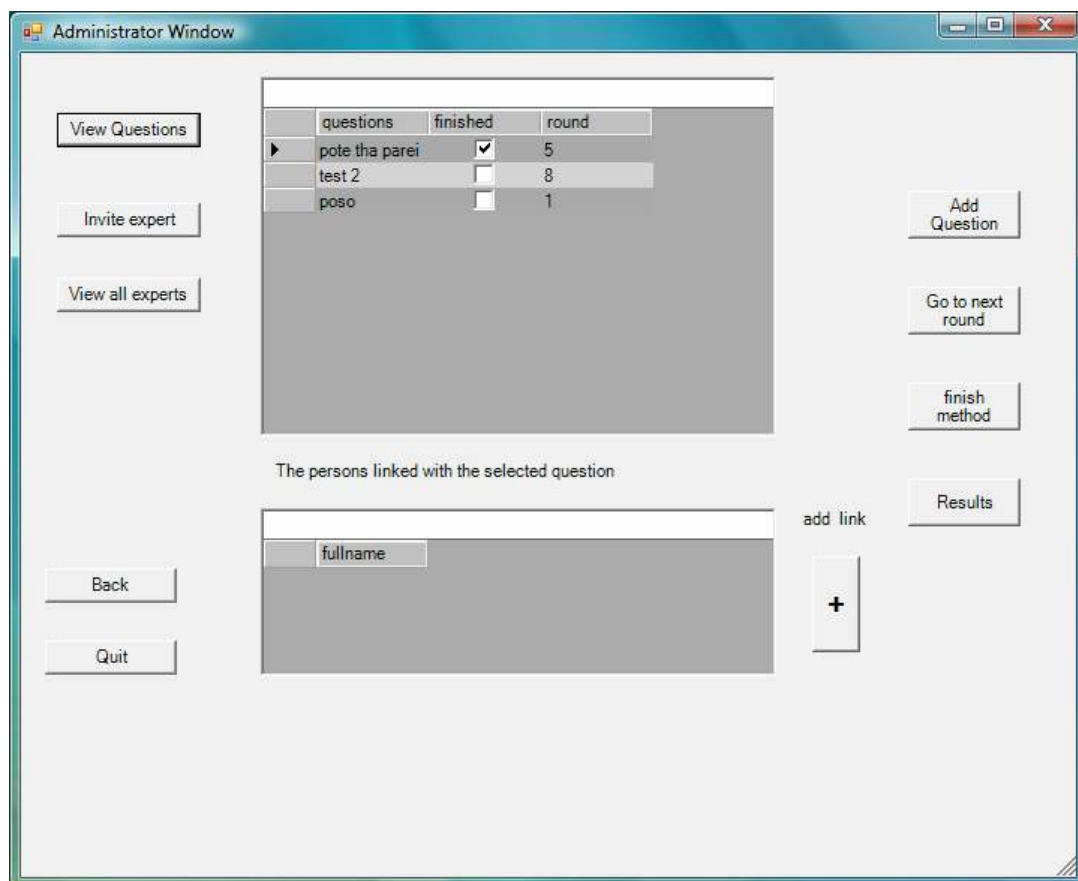 Administrator Window
View Questions
Invite expert
View all experts
questions finished round
pote tha parei 5
test 2 8
poso 1
Add
Question
Go to next
round
finish
method
Results
The persons linked with the selected question
fullname
add link
+
Back
Quit